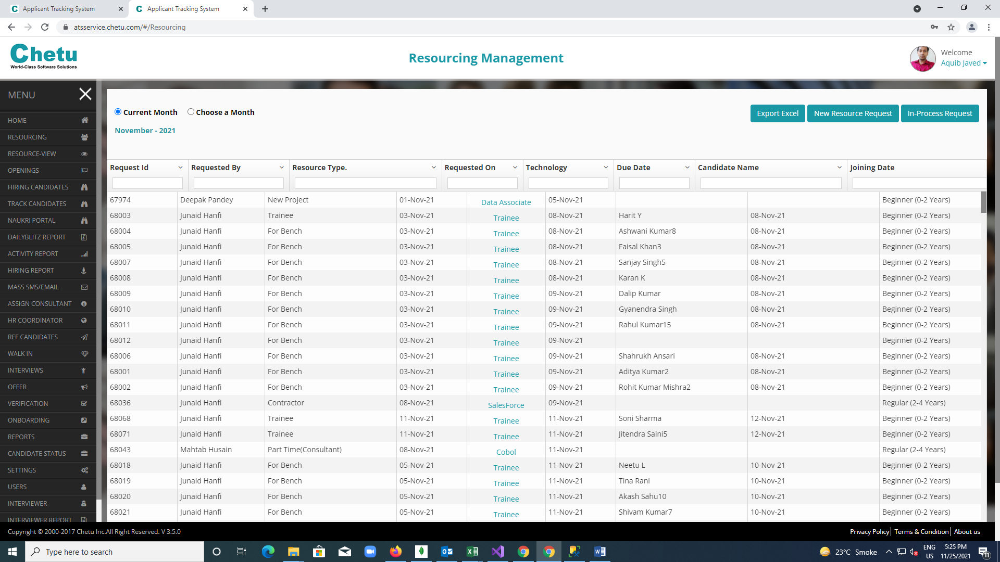 Applicant Tracking System
Applicant Tracking System
atsservice.chetu.com/#/Resourcing
Chetu
World-Class Software Solutions
Resourcing Management
Welcome
Aquib Javed
MENU
HOME
RESOURCING
RESOURCE-VIEW
OPENINGS
HIRING CANDIDATES
TRACK CANDIDATES
NAUKRI PORTAL
DAILYBLITZ REPORT
ACTIVITY REPORT
HIRING REPORT
MASS SMS/EMAIL
ASSIGN CONSULTANT
HR COORDINATOR
REF CANDIDATES
WALK IN
INTERVIEWS
OFFER
VERIFICATION
ONBOARDING
REPORTS
CANDIDATE STATUS
SETTINGS
USERS
INTERVIEWER
INTERVIEWER REPORT
Current Month Choose a Month
November - 2021
Export Excel New Resource Request In-Process Request
Request Id Requested By Resource Type. Requested On Technology Due Date Candidate Name Joining Date
67974 Deepak Pandey New Project 01-Nov-21 Data Associate 05-Nov-21 Beginner (0-2 Years)
68003 Junaid Hanfi Trainee 03-Nov-21 Trainee 08-Nov-21 Harit Y 08-Nov-21 Beginner (0-2 Years)
68004 Junaid Hanfi For Bench 03-Nov-21 Trainee 08-Nov-21 Ashwani Kumar8 08-Nov-21 Beginner (0-2 Years)
68005 Junaid Hanfi For Bench 03-Nov-21 Trainee 08-Nov-21 Faisal Khan3 08-Nov-21 Beginner (0-2 Years)
68007 Junaid Hanfi For Bench 03-Nov-21 Trainee 08-Nov-21 Sanjay Singh5 08-Nov-21 Beginner (0-2 Years)
68008 Junaid Hanfi For Bench 03-Nov-21 Trainee 08-Nov-21 Karan K 08-Nov-21 Beginner (0-2 Years)
68009 Junaid Hanfi For Bench 03-Nov-21 Trainee 09-Nov-21 Dalip Kumar 08-Nov-21 Beginner (0-2 Years)
68010 Junaid Hanfi For Bench 03-Nov-21 Trainee 09-Nov-21 Gyanendra Singh 08-Nov-21 Beginner (0-2 Years)
68011 Junaid Hanfi For Bench 03-Nov-21 Trainee 09-Nov-21 Rahul Kumar15 08-Nov-21 Beginner (0-2 Years)
68012 Junaid Hanfi For Bench 03-Nov-21 Trainee 09-Nov-21 Beginner (0-2 Years)
68006 Junaid Hanfi For Bench 03-Nov-21 Trainee 09-Nov-21 Shahrukh Ansari 08-Nov-21 Beginner (0-2 Years)
68001 Junaid Hanfi For Bench 03-Nov-21 Trainee 09-Nov-21 Aditya Kumar2 08-Nov-21 Beginner (0-2 Years)
68002 Junaid Hanfi For Bench 03-Nov-21 Trainee 09-Nov-21 Rohit Kumar Mishra2 08-Nov-21 Beginner (0-2 Years)
68036 Junaid Hanfi Contractor 08-Nov-21 SalesForce 09-Nov-21 Regular (2-4 Years)
68068 Junaid Hanfi Trainee 11-Nov-21 Trainee 11-Nov-21 Soni Sharma 12-Nov-21 Beginner (0-2 Years)
68071 Junaid Hanfi Trainee 11-Nov-21 Trainee 11-Nov-21 Jitendra Saini5 12-Nov-21 Beginner (0-2 Years)
68043 Mahtab Husain Part Time(Consultant) 08-Nov-21 Cobol 11-Nov-21 Regular (2-4 Years)
68018 Junaid Hanfi For Bench 05-Nov-21 Trainee 11-Nov-21 Neetu L 10-Nov-21 Beginner (0-2 Years)
68019 Junaid Hanfi For Bench 05-Nov-21 Trainee 11-Nov-21 Tina Rani 10-Nov-21 Beginner (0-2 Years)
68020 Junaid Hanfi For Bench 05-Nov-21 Trainee 11-Nov-21 Akash Sahu10 10-Nov-21 Beginner (0-2 Years)
68021 Junaid Hanfi For Bench 05-Nov-21 Trainee 11-Nov-21 Shivam Kumar7 10-Nov-21 Beginner (0-2 Years)
Copyright © 2000-2017 Chetu Inc.All Right Reserved. V 3.5.0
Privacy Policy Terms & Condition About us
Type here to search
23°C Smoke
ENG
US
5:25 PM
11/25/2021
11